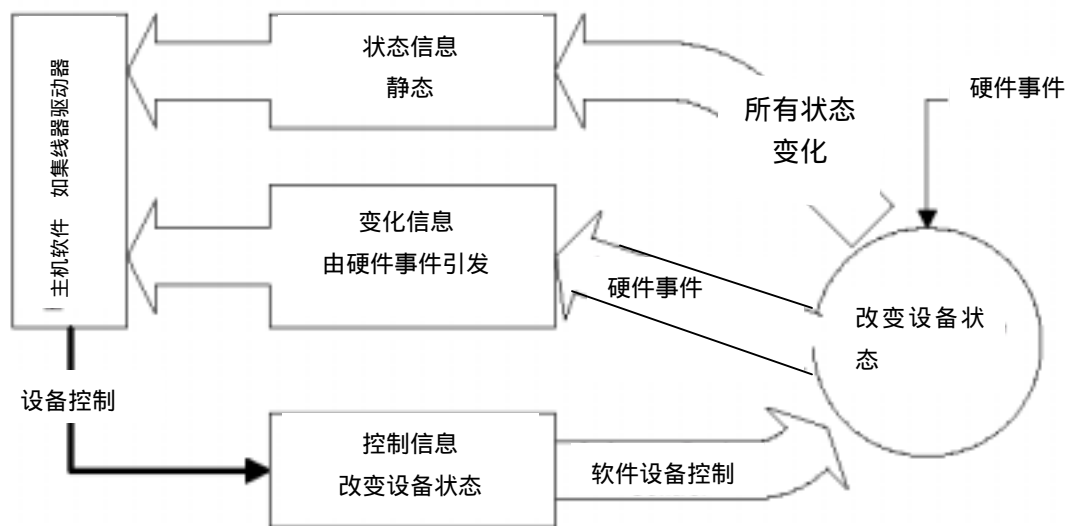 主机软件 如集线器驱动器
状态信息
静态
所有状态
变化
硬件事件
变化信息
由硬件事件引发
硬件事件
改变设备状
态
设备控制
控制信息
改变设备状态
软件设备控制